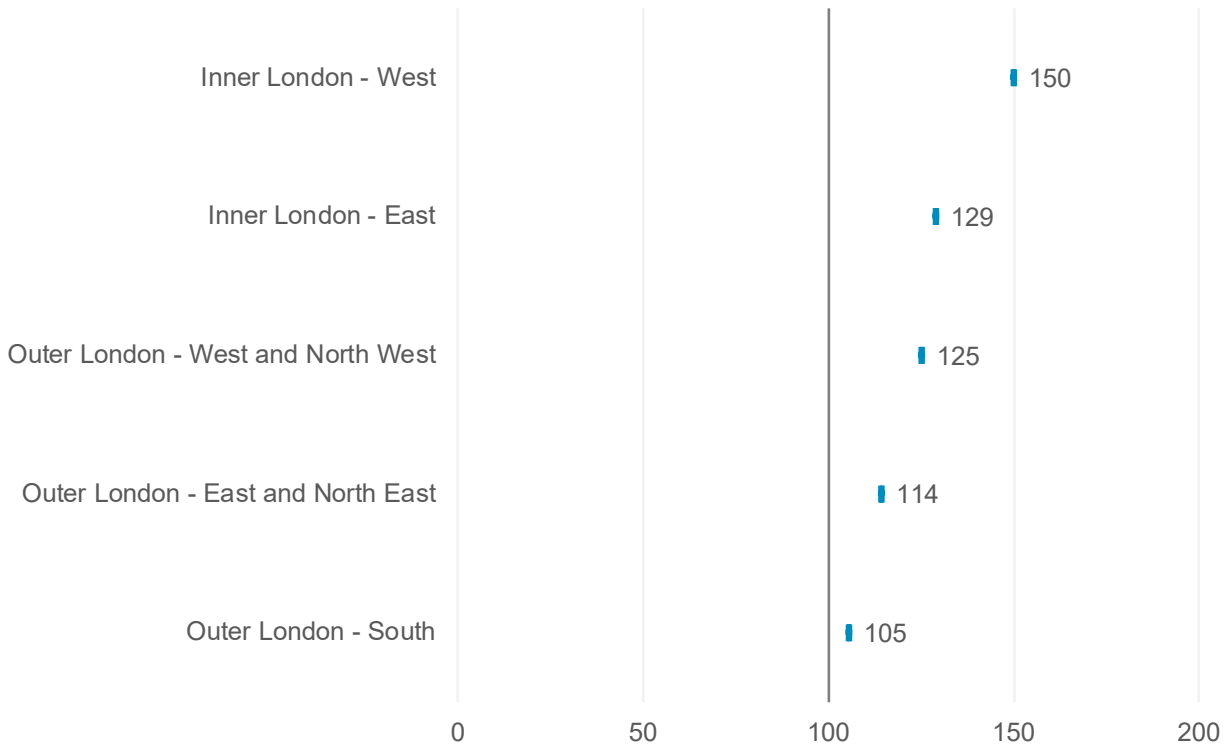 Inner London - West 150
Inner London - East 129
Outer London - West and North West 125
Outer London - East and North East 114
Outer London - South 105
0 50 100 150 200